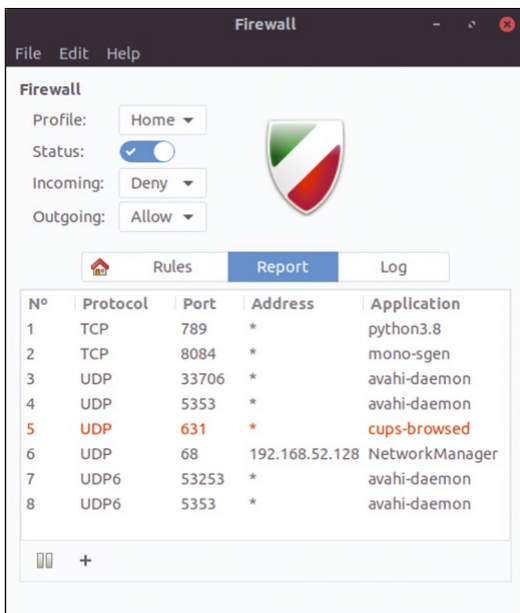 Firewall
File Edit Help
Firewall
Profile: Home
Status:
Incoming: Deny
Outgoing: Allow
Rules Report Log
Nº Protocol Port Address Application
1 TCP 789 * python3.8
2 TCP 8084 * mono-sgen
3 UDP 33706 * avahi-daemon
4 UDP 5353 * avahi-daemon
5 UDP 631 * cups-browsed
6 UDP 68 192.168.52.128 NetworkManager
7 UDP6 53253 * avahi-daemon
8 UDP6 5353 * avahi-daemon